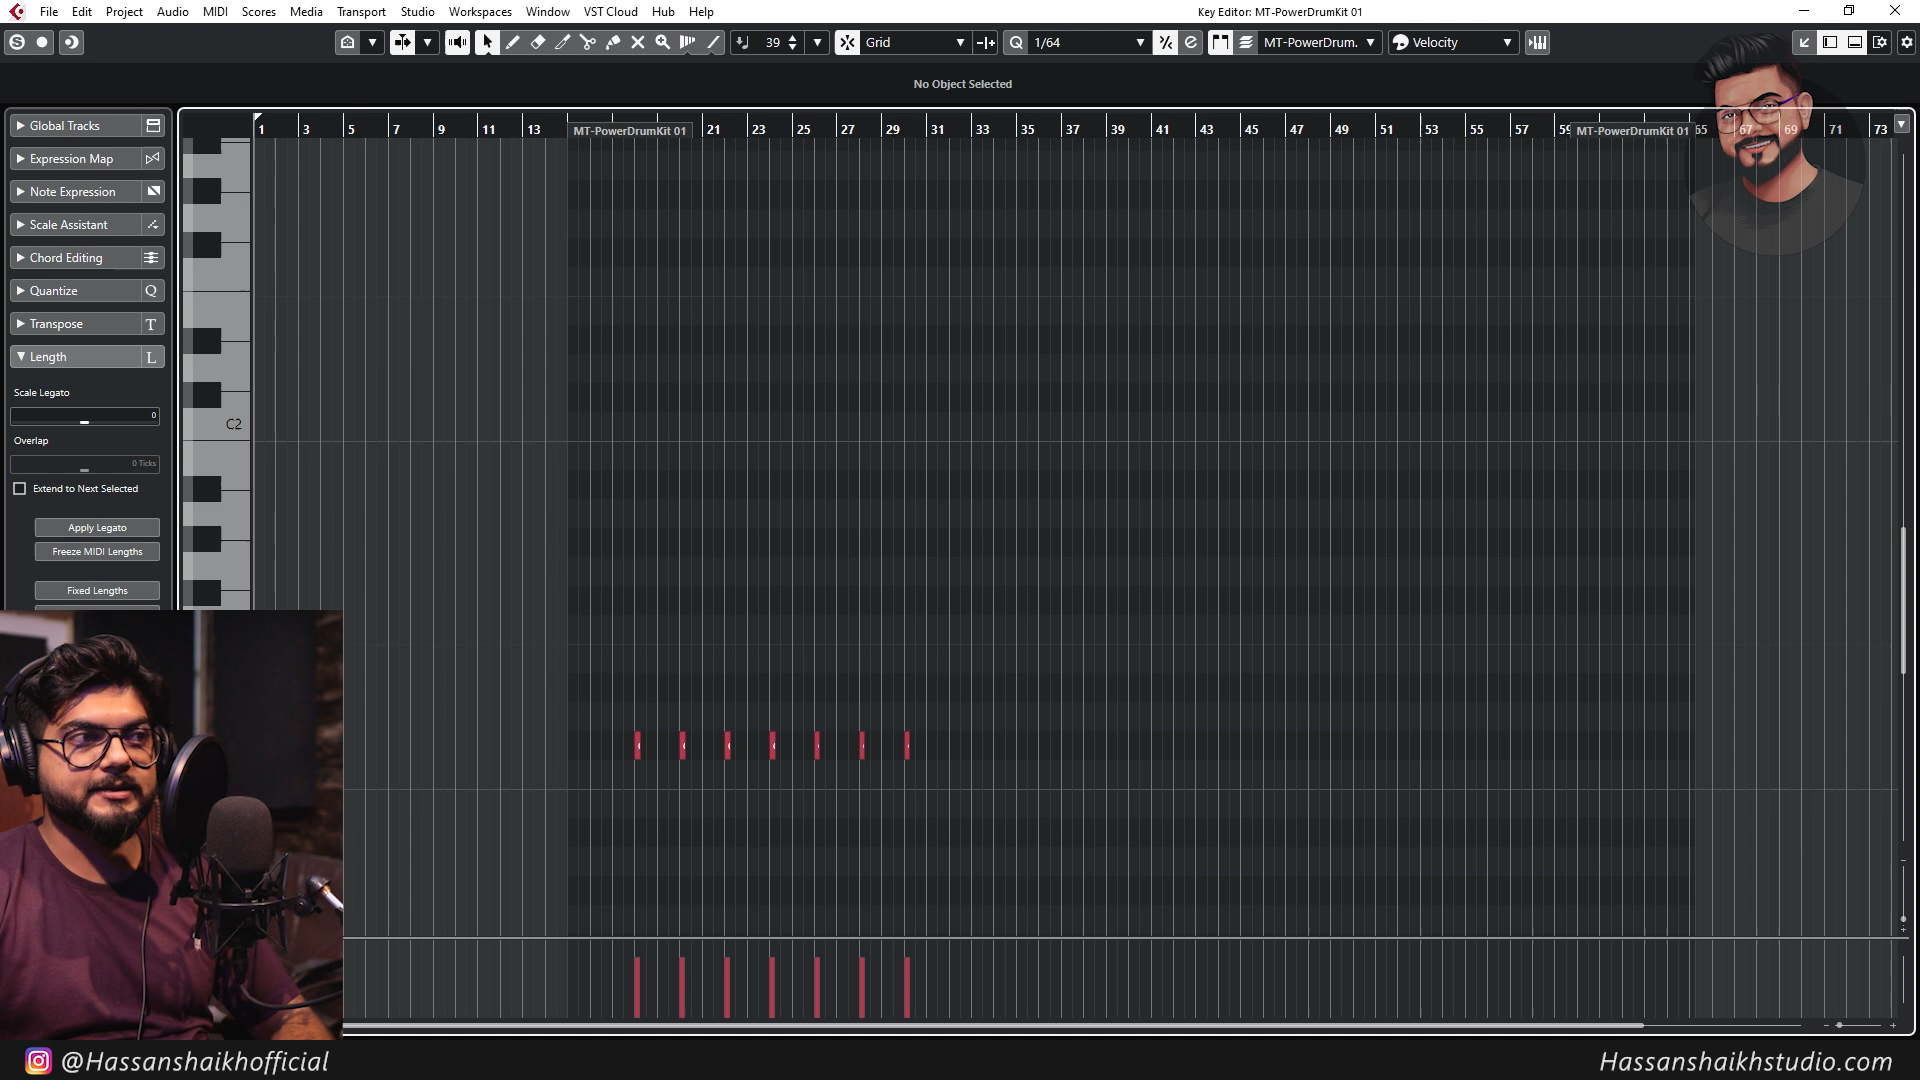 File Edit Project Audio MIDI Scores Media Transport Studio Workspaces Window VST Cloud Hub Help
Key Editor: MT-PowerDrumKit 01
39 Grid 1/64 MT-PowerDrum. Velocity
No Object Selected
Global Tracks
Expression Map
Note Expression
Scale Assistant
Chord Editing
Quantize Q
Transpose T
Length L
Scale Legato
0
Overlap
0 Ticks
Extend to Next Selected
Apply Legato
Freeze MIDI Lengths
Fixed Lengths
1 3 5 7 9 11 13 MT-PowerDrumKit 01 21 23 25 27 29 31 33 35 37 39 41 43 45 47 49 51 53 55 57 59 MT-PowerDrumKit 01 65 67 69 71 73
C2
@Hassanshaikhofficial
Hassanshaikhstudio.com